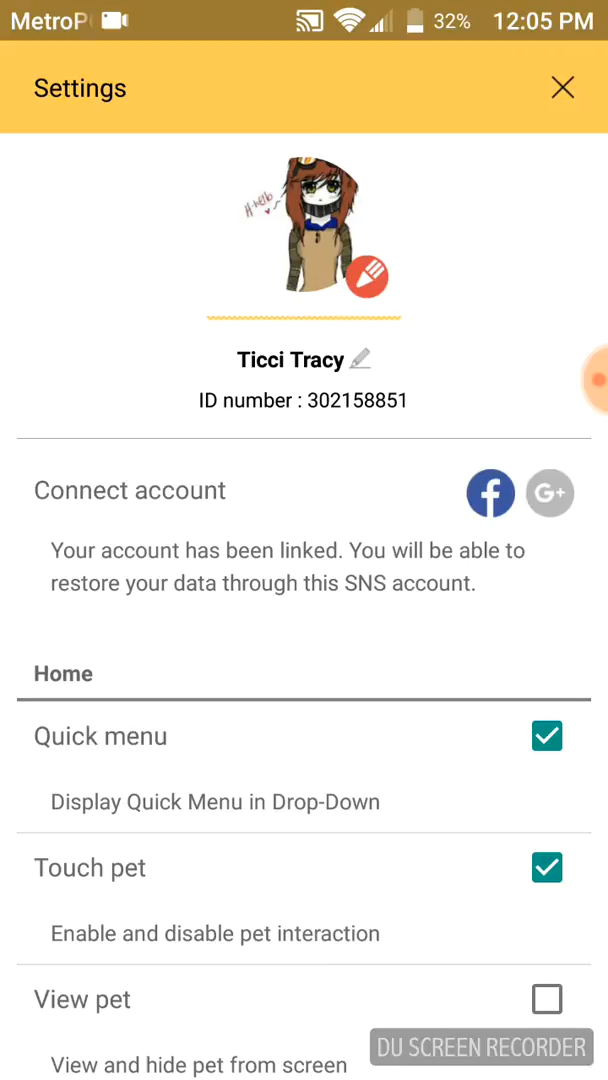 MetroP 32% 12:05 PM
Settings
H-hello
Ticci Tracy
ID number : 302158851
Connect account
G+
Your account has been linked. You will be able to
restore your data through this SNS account.
Home
Quick menu
Display Quick Menu in Drop-Down
Touch pet
Enable and disable pet interaction
View pet
DU SCREEN RECORDER
View and hide pet from screen